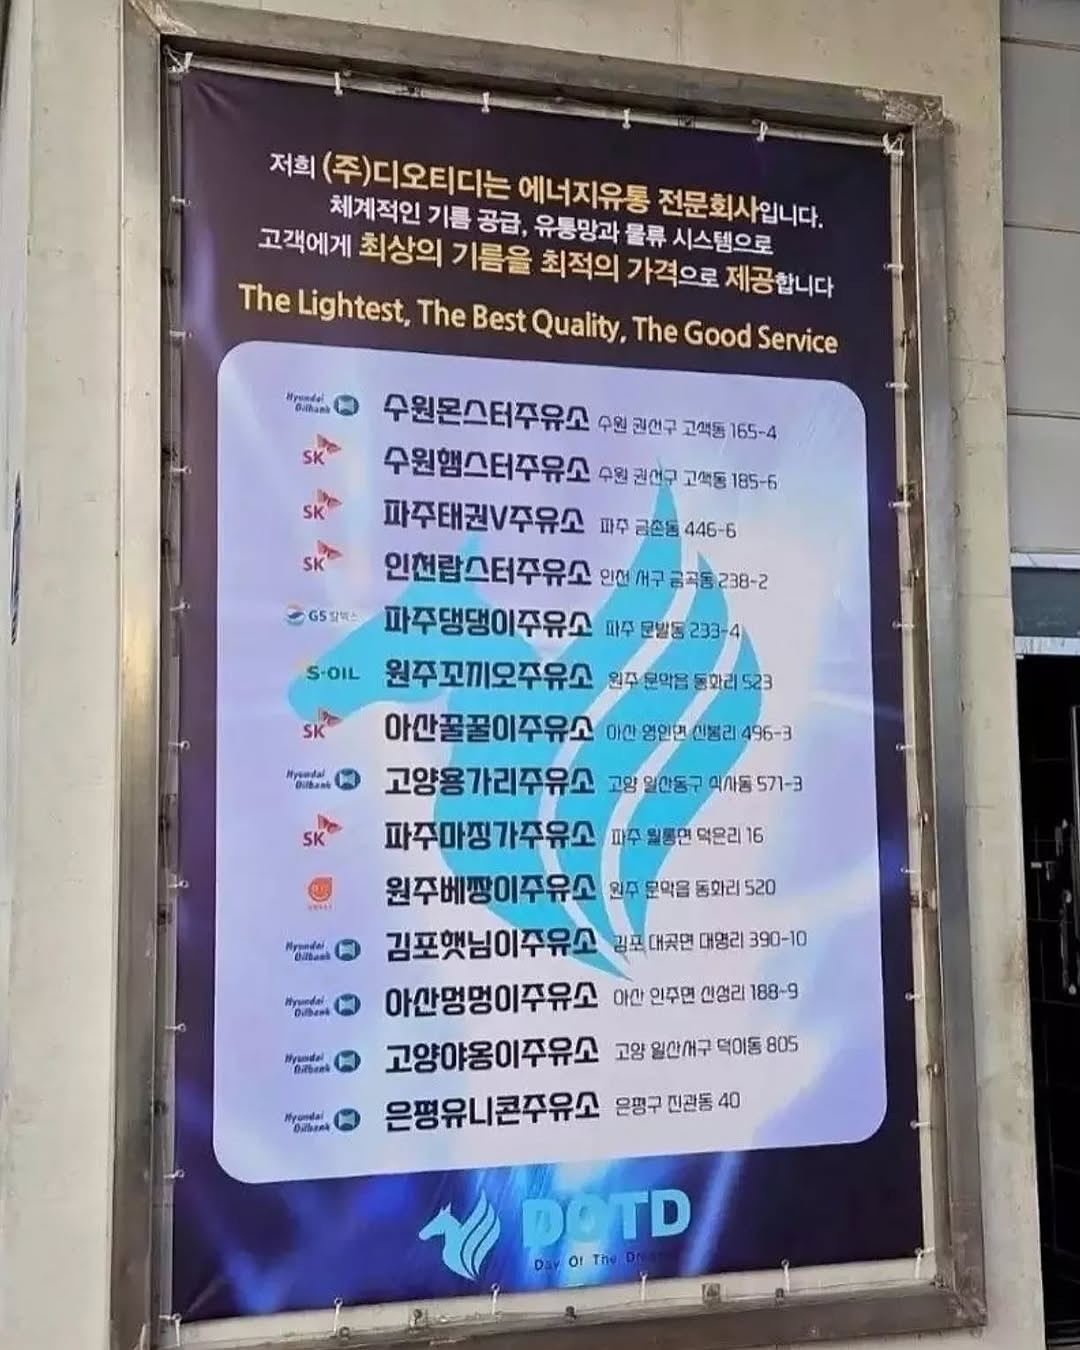 저희 (주)디오티디는 에너지유통 전문회사입니다.
체계적인 기름 공급, 유통망과 물류 시스템으로
고객에게 최상의 기름을 최적의 가격으로 제공합니다
The Lightest, The Best Quality, The Good Service
Hyundai Oilbank 수원몬스터주유소 수원 권선구 고색동 165-4
SK 수원햄스터주유소 수원 권선구 고색동 185-6
SK 파주태권V주유소 파주 금촌동 446-6
SK 인천랍스터주유소 인천 서구 금곡동 238-2
GS 칼텍스 파주댕댕이주유소 파주 문발동 233-4
S-OIL 원주꼬끼오주유소 원주 문막읍 동화리 523
SK 아산꿀꿀이주유소 아산 영인면 신봉리 496-3
Hyundai Oilbank 고양용가리주유소 고양 일산동구 식사동 571-3
SK 파주마징가주유소 파주 월롱면 덕은리 16
원주베짱이주유소 원주 문막읍 동화리 520
Hyundai Oilbank 김포햇님이주유소 김포 대곶면 대명리 390-10
Hyundai Oilbank 아산멍멍이주유소 아산 인주면 신성리 188-9
Hyundai Oilbank 고양야옹이주유소 고양 일산서구 덕이동 805
Hyundai Oilbank 은평유니콘주유소 은평구 진관동 40
DOTD
Day Of The